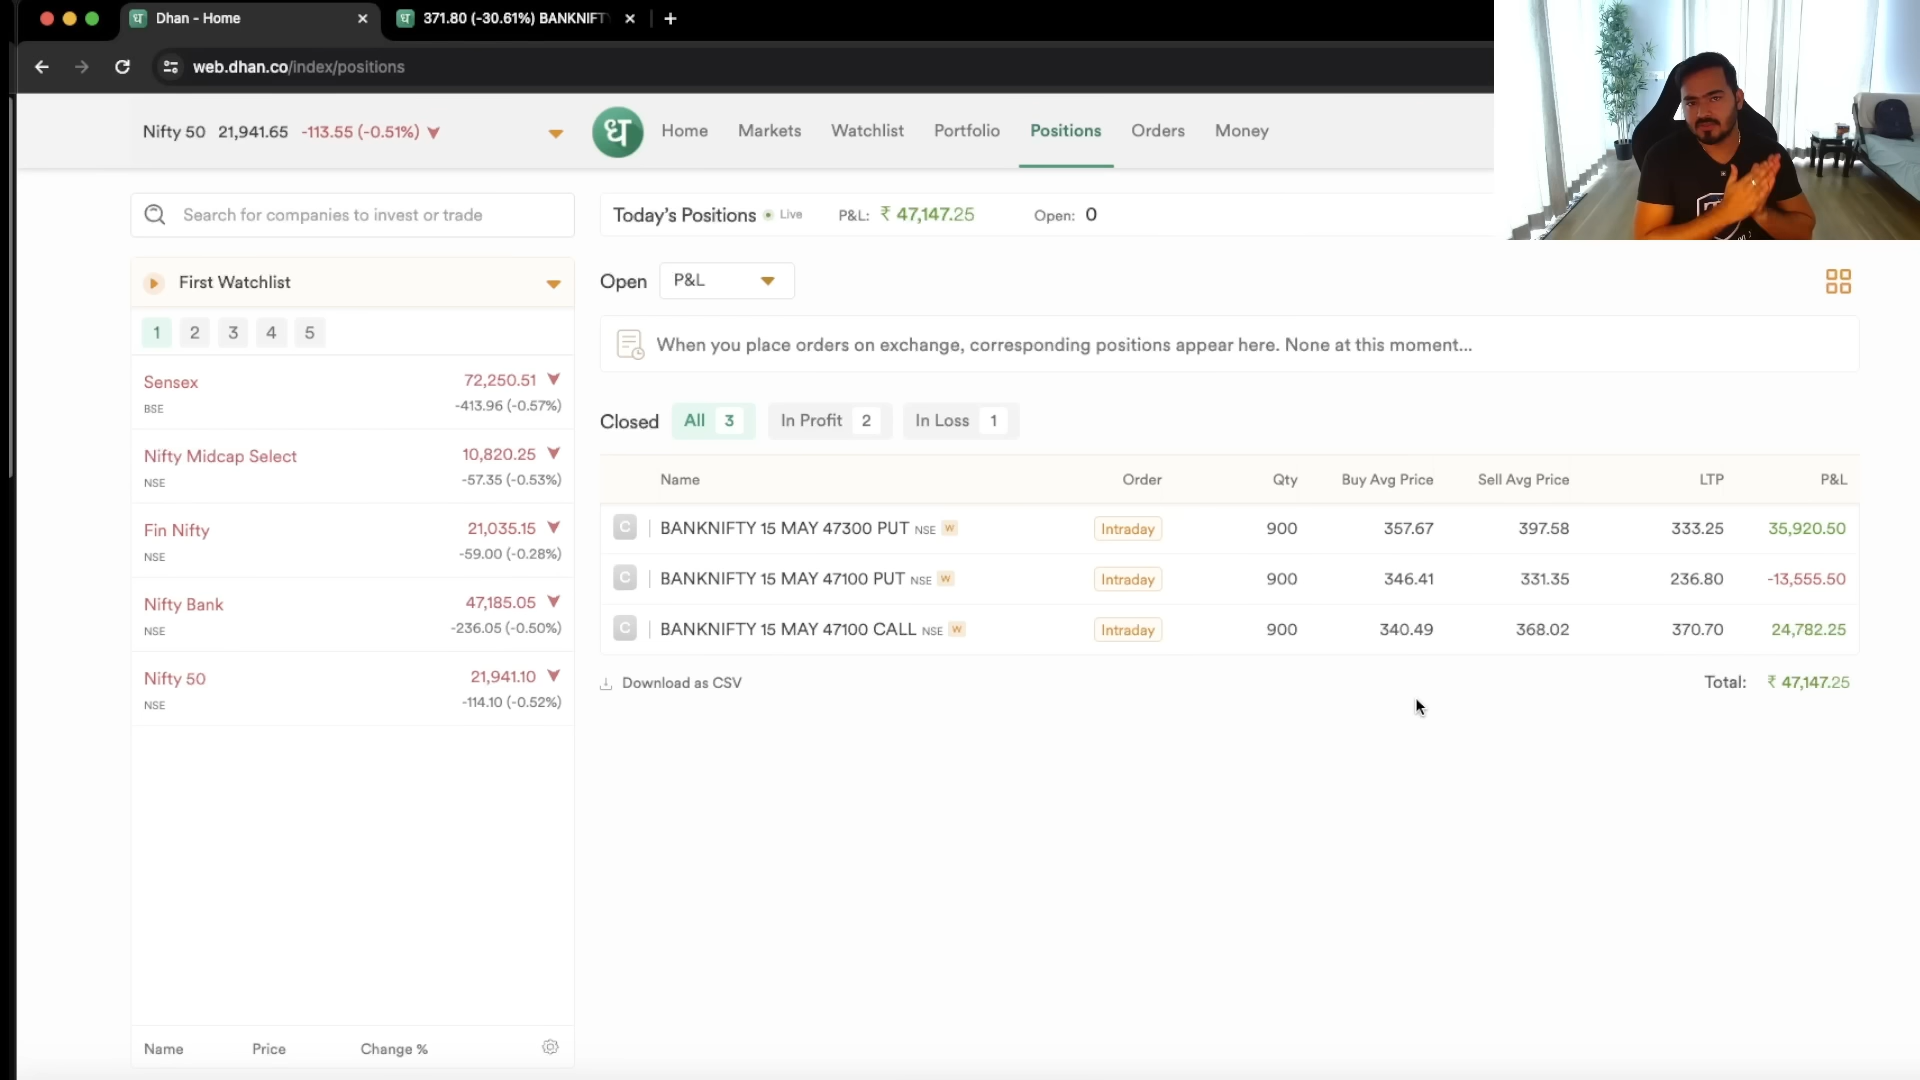 Dhan - Home
371.80 (-30.61%) BANKNIFT
web.dhan.co/index/positions
Nifty 50 21,941.65 -113.55 (-0.51%)
ध
Home Markets Watchlist Portfolio Positions Orders Money
Search for companies to invest or trade
Today's Positions Live P&L: ₹ 47,147.25 Open: 0
First Watchlist
1 2 3 4 5
Sensex 72,250.51
BSE -413.96 (-0.57%)
Nifty Midcap Select 10,820.25
NSE -57.35 (-0.53%)
Fin Nifty 21,035.15
NSE -59.00 (-0.28%)
Nifty Bank 47,185.05
NSE -236.05 (-0.50%)
Nifty 50 21,941.10
NSE -114.10 (-0.52%)
Name Price Change %
Open P&L
When you place orders on exchange, corresponding positions appear here. None at this moment...
Closed All 3 In Profit 2 In Loss 1
Name Order Qty Buy Avg Price Sell Avg Price LTP P&L
C BANKNIFTY 15 MAY 47300 PUT NSE W Intraday 900 357.67 397.58 333.25 35,920.50
C BANKNIFTY 15 MAY 47100 PUT NSE W Intraday 900 346.41 331.35 236.80 -13,555.50
C BANKNIFTY 15 MAY 47100 CALL NSE W Intraday 900 340.49 368.02 370.70 24,782.25
Download as CSV Total: ₹ 47,147.25